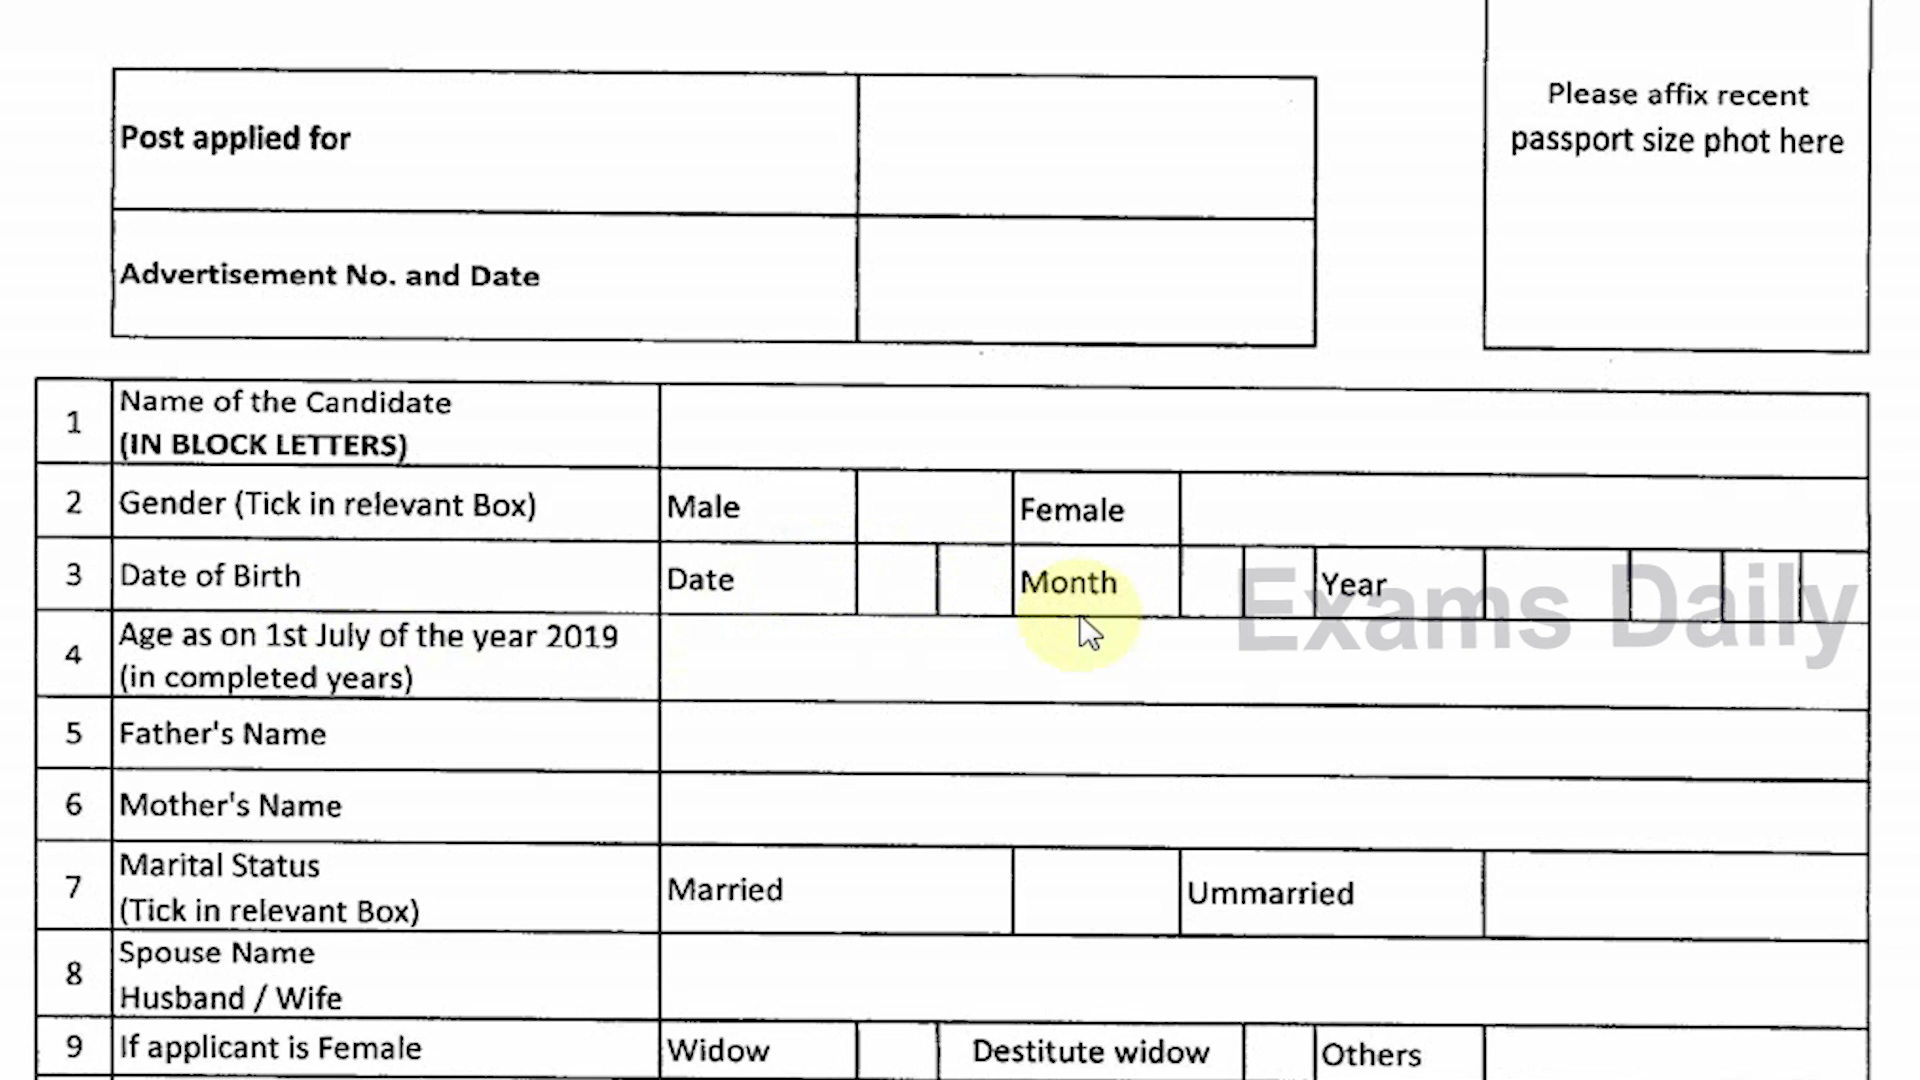 Please affix recent
passport size phot here
Post applied for
Advertisement No. and Date
1 Name of the Candidate
(IN BLOCK LETTERS)
2 Gender (Tick in relevant Box) Male Female
3 Date of Birth Date Month Year
Exams Daily
4 Age as on 1st July of the year 2019
(in completed years)
5 Father's Name
6 Mother's Name
7 Marital Status
(Tick in relevant Box) Married Ummarried
8 Spouse Name
Husband / Wife
9 If applicant is Female Widow Destitute widow Others